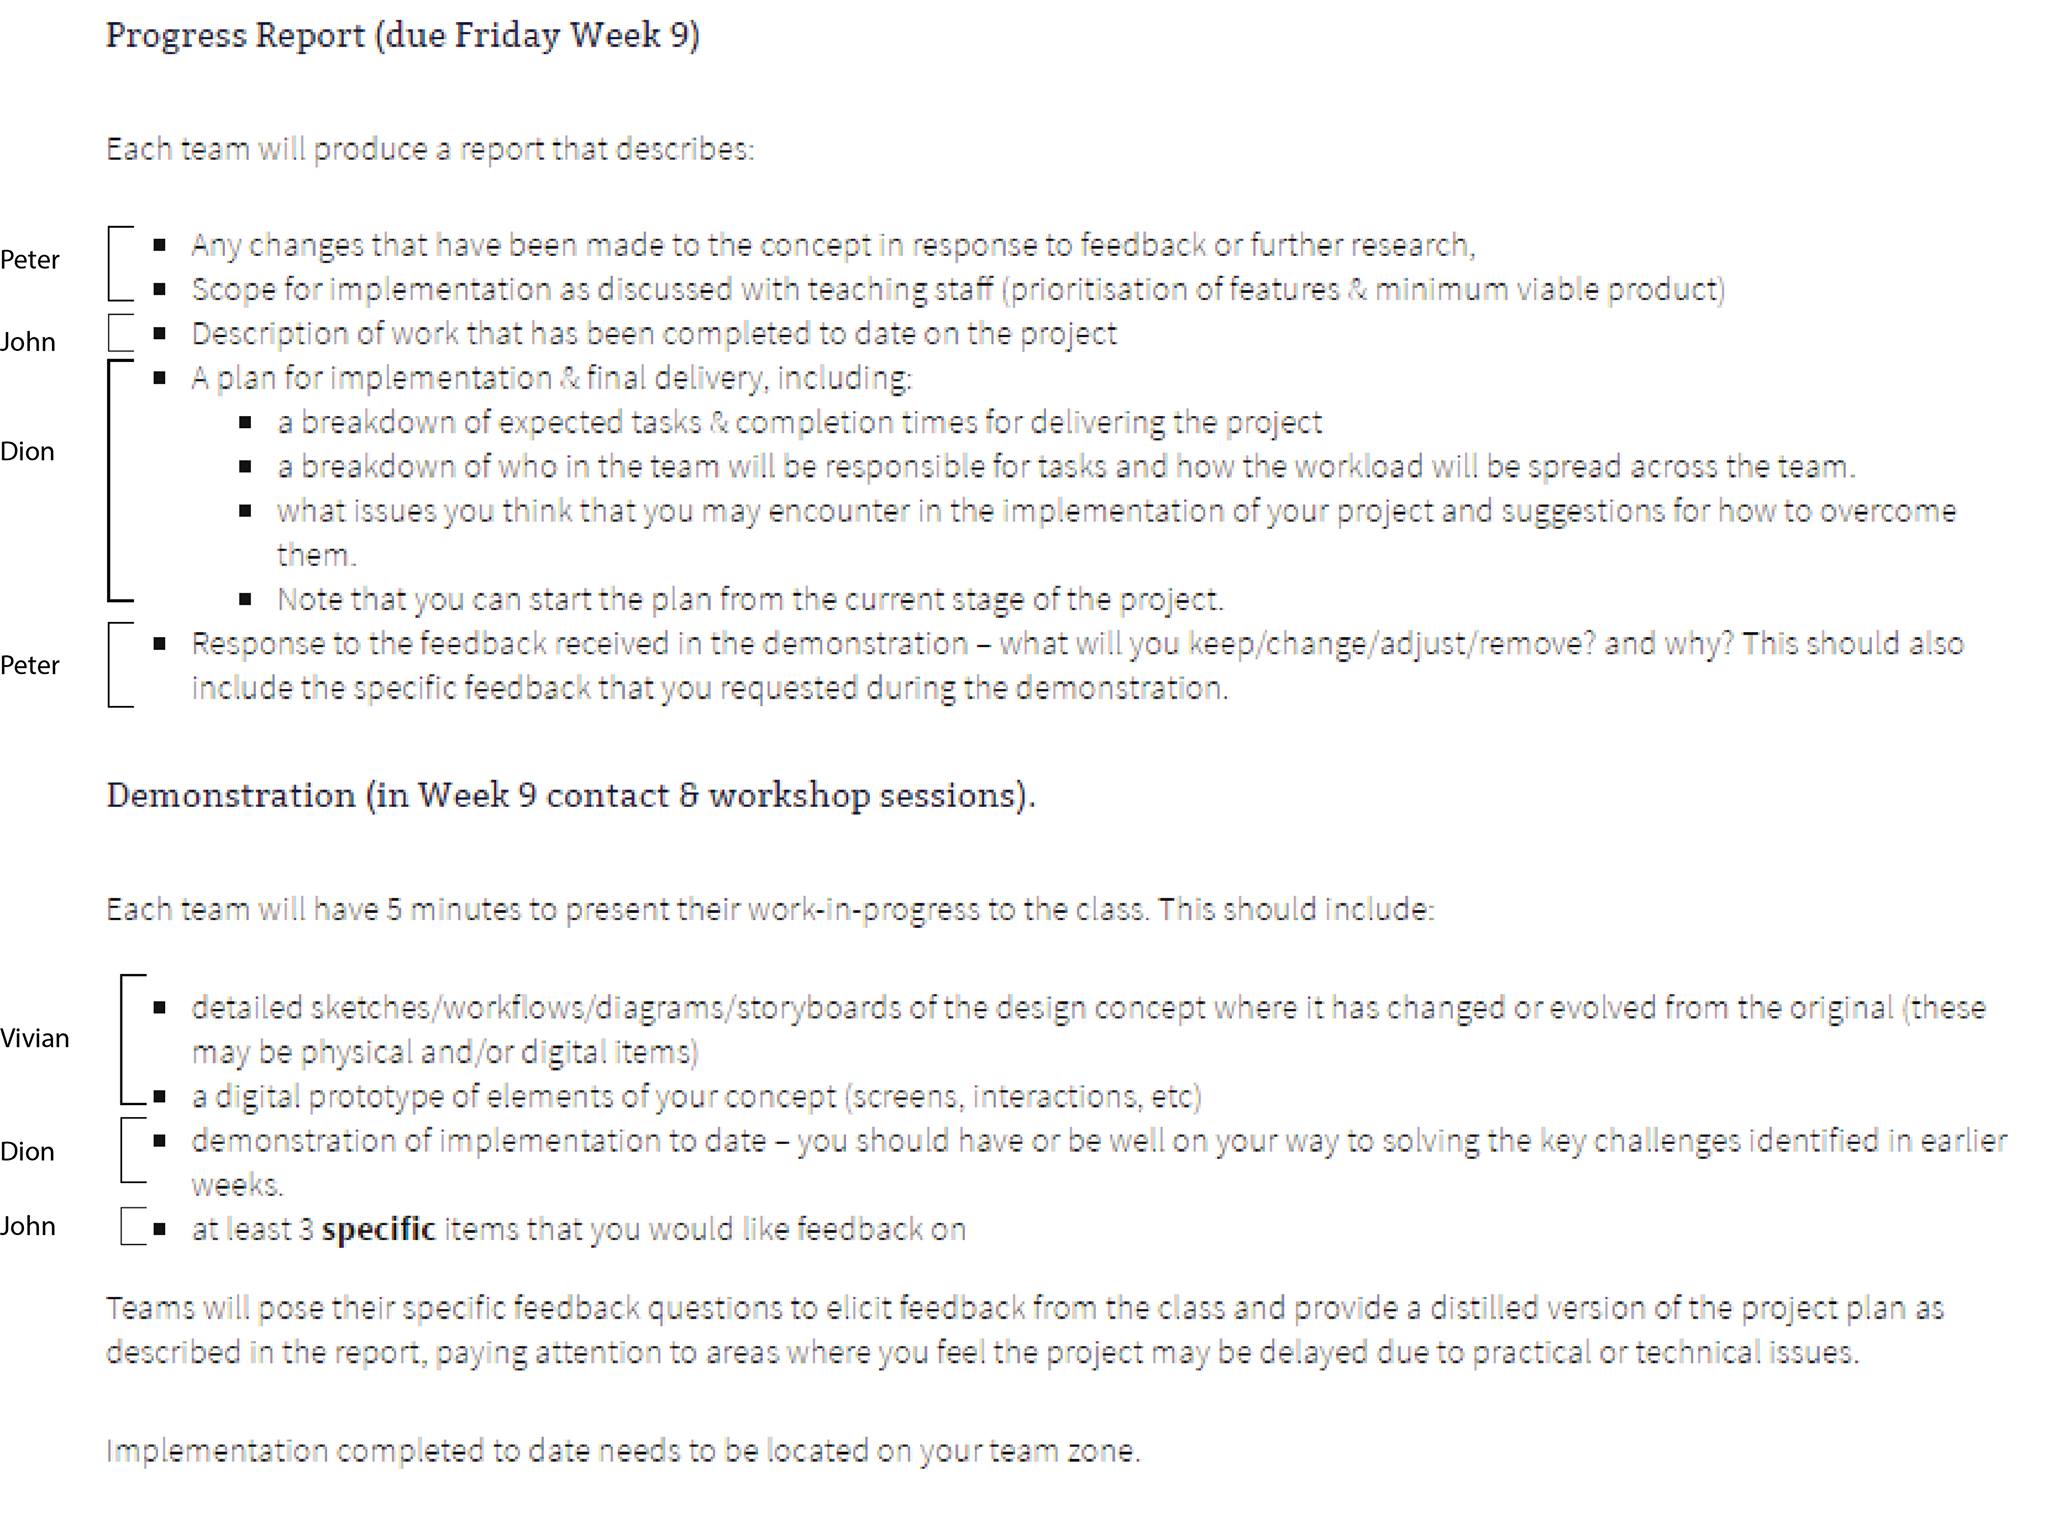 Progress Report (due Friday Week 9)
Each team will produce a report that describes:
Peter
▪ Any changes that have been made to the concept in response to feedback or further research,
▪ Scope for implementation as discussed with teaching staff (prioritisation of features & minimum viable product)
John
▪ Description of work that has been completed to date on the project
Dion
▪ A plan for implementation & final delivery, including:
▪ a breakdown of expected tasks & completion times for delivering the project
▪ a breakdown of who in the team will be responsible for tasks and how the workload will be spread across the team.
▪ what issues you think that you may encounter in the implementation of your project and suggestions for how to overcome
them.
▪ Note that you can start the plan from the current stage of the project.
Peter
▪ Response to the feedback received in the demonstration – what will you keep/change/adjust/remove? and why? This should also
include the specific feedback that you requested during the demonstration.
Demonstration (in Week 9 contact & workshop sessions).
Each team will have 5 minutes to present their work-in-progress to the class. This should include:
Vivian
▪ detailed sketches/workflows/diagrams/storyboards of the design concept where it has changed or evolved from the original (these
may be physical and/or digital items)
▪ a digital prototype of elements of your concept (screens, interactions, etc)
Dion
▪ demonstration of implementation to date – you should have or be well on your way to solving the key challenges identified in earlier
weeks.
John
▪ at least 3 specific items that you would like feedback on
Teams will pose their specific feedback questions to elicit feedback from the class and provide a distilled version of the project plan as
described in the report, paying attention to areas where you feel the project may be delayed due to practical or technical issues.
Implementation completed to date needs to be located on your team zone.